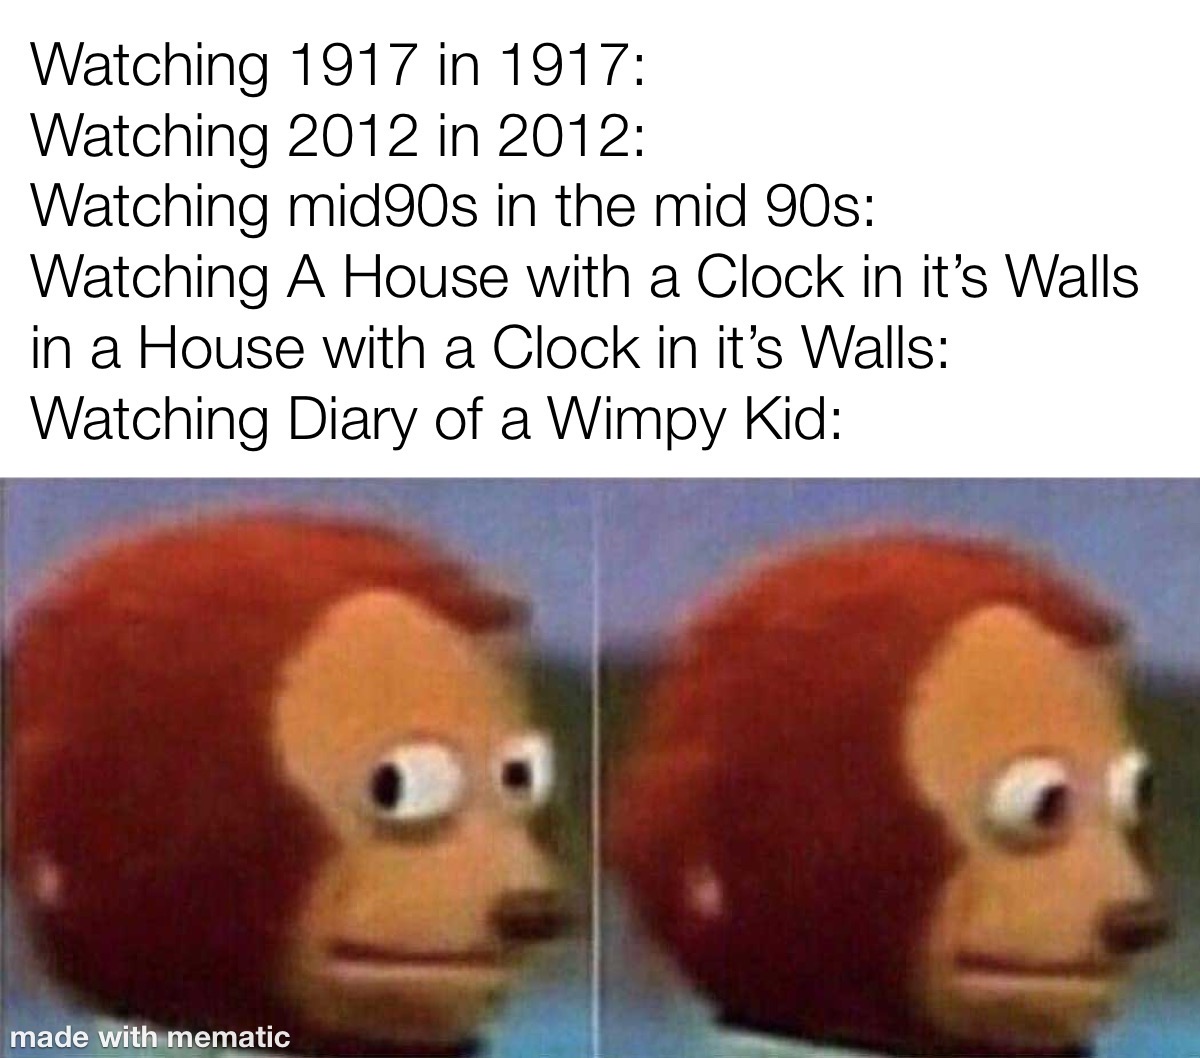 Watching 1917 in 1917:
Watching 2012 in 2012:
Watching mid90s in the mid 90s:
Watching A House with a Clock in it’s Walls
in a House with a Clock in it’s Walls:
Watching Diary of a Wimpy Kid:
made with mematic